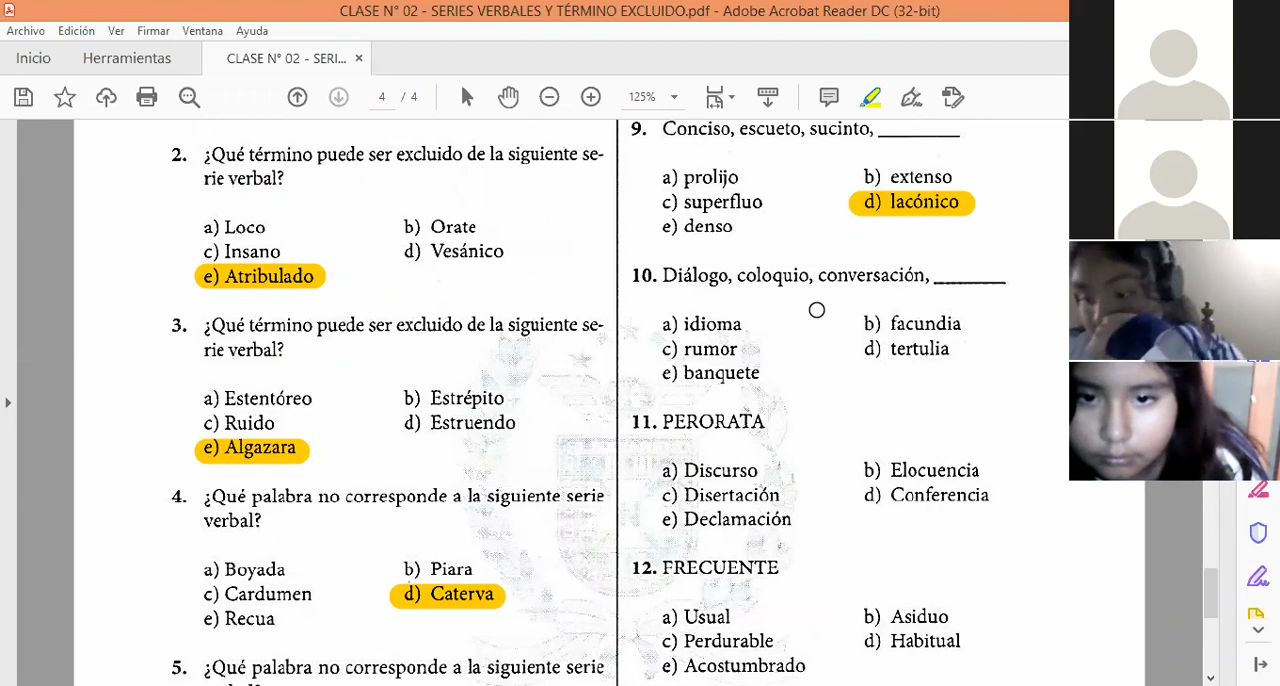 CLASE N° 02 - SERIES VERBALES Y TÉRMINO EXCLUIDO.pdf - Adobe Acrobat Reader DC (32-bit)
Archivo Edición Ver Firmar Ventana Ayuda
Inicio Herramientas CLASE N° 02 - SERI... ×
4 / 4 125%
2. ¿Qué término puede ser excluido de la siguiente se-
rie verbal?
a) Loco b) Orate
c) Insano d) Vesánico
e) Atribulado
3. ¿Qué término puede ser excluido de la siguiente se-
rie verbal?
a) Estentóreo b) Estrépito
c) Ruido d) Estruendo
e) Algazara
4. ¿Qué palabra no corresponde a la siguiente serie
verbal?
a) Boyada b) Piara
c) Cardumen d) Caterva
e) Recua
5. ¿Qué palabra no corresponde a la siguiente serie
9. Conciso, escueto, sucinto, _________
a) prolijo b) extenso
c) superfluo d) lacónico
e) denso
10. Diálogo, coloquio, conversación, ________
a) idioma b) facundia
c) rumor d) tertulia
e) banquete
11. PERORATA
a) Discurso b) Elocuencia
c) Disertación d) Conferencia
e) Declamación
12. FRECUENTE
a) Usual b) Asiduo
c) Perdurable d) Habitual
e) Acostumbrado